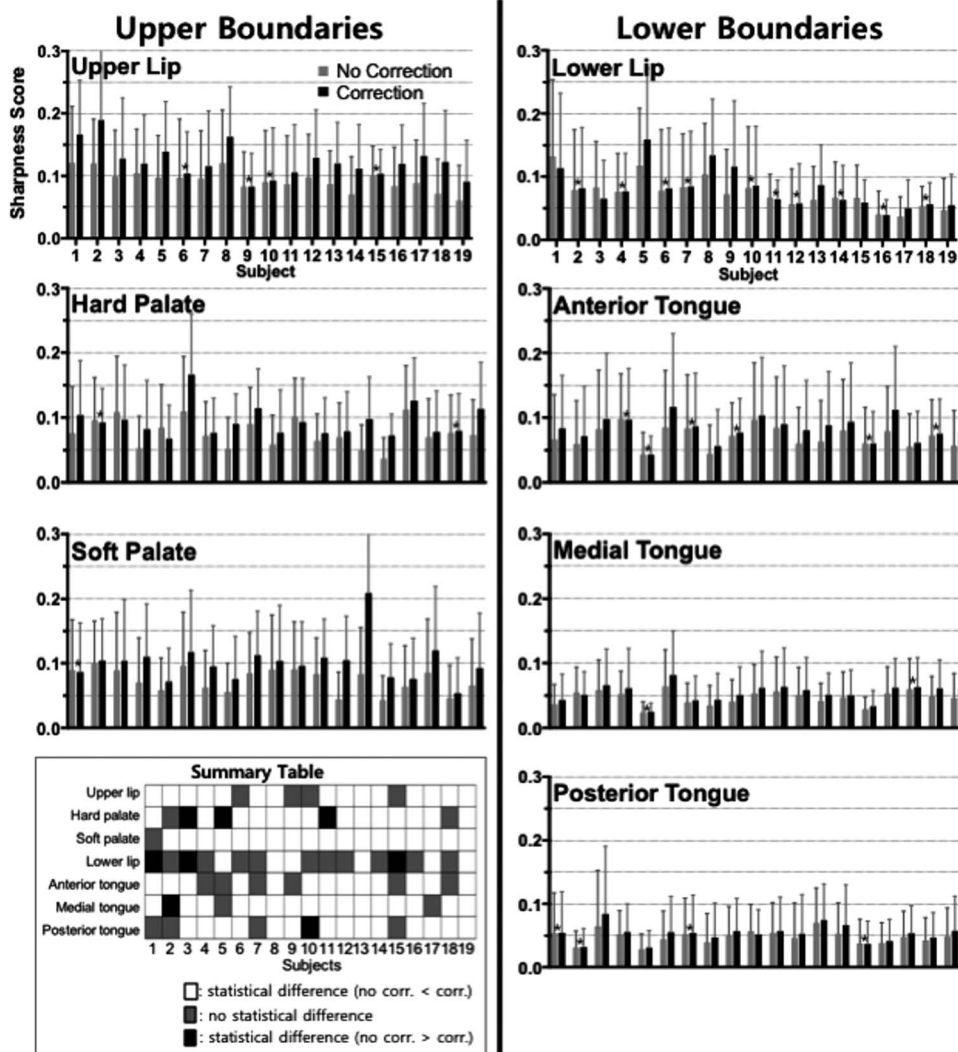 Upper Boundaries
Upper Lip
No Correction
Correction
Sharpness Score
0.3
0.2
0.1
0.0
1 2 3 4 5 6 7 8 9 10 11 12 13 14 15 16 17 18 19
Subject
Hard Palate
0.3
0.2
0.1
0.0
Soft Palate
0.3
0.2
0.1
0.0
Summary Table
Upper lip
Hard palate
Soft palate
Lower lip
Anterior tongue
Medial tongue
Posterior tongue
1 2 3 4 5 6 7 8 9 10 11 12 13 14 15 16 17 18 19
Subjects
: statistical difference (no corr. < corr.)
: no statistical difference
: statistical difference (no corr. > corr.)
Lower Boundaries
Lower Lip
0.3
0.2
0.1
0.0
1 2 3 4 5 6 7 8 9 10 11 12 13 14 15 16 17 18 19
Subject
Anterior Tongue
0.3
0.2
0.1
0.0
Medial Tongue
0.3
0.2
0.1
0.0
Posterior Tongue
0.3
0.2
0.1
0.0